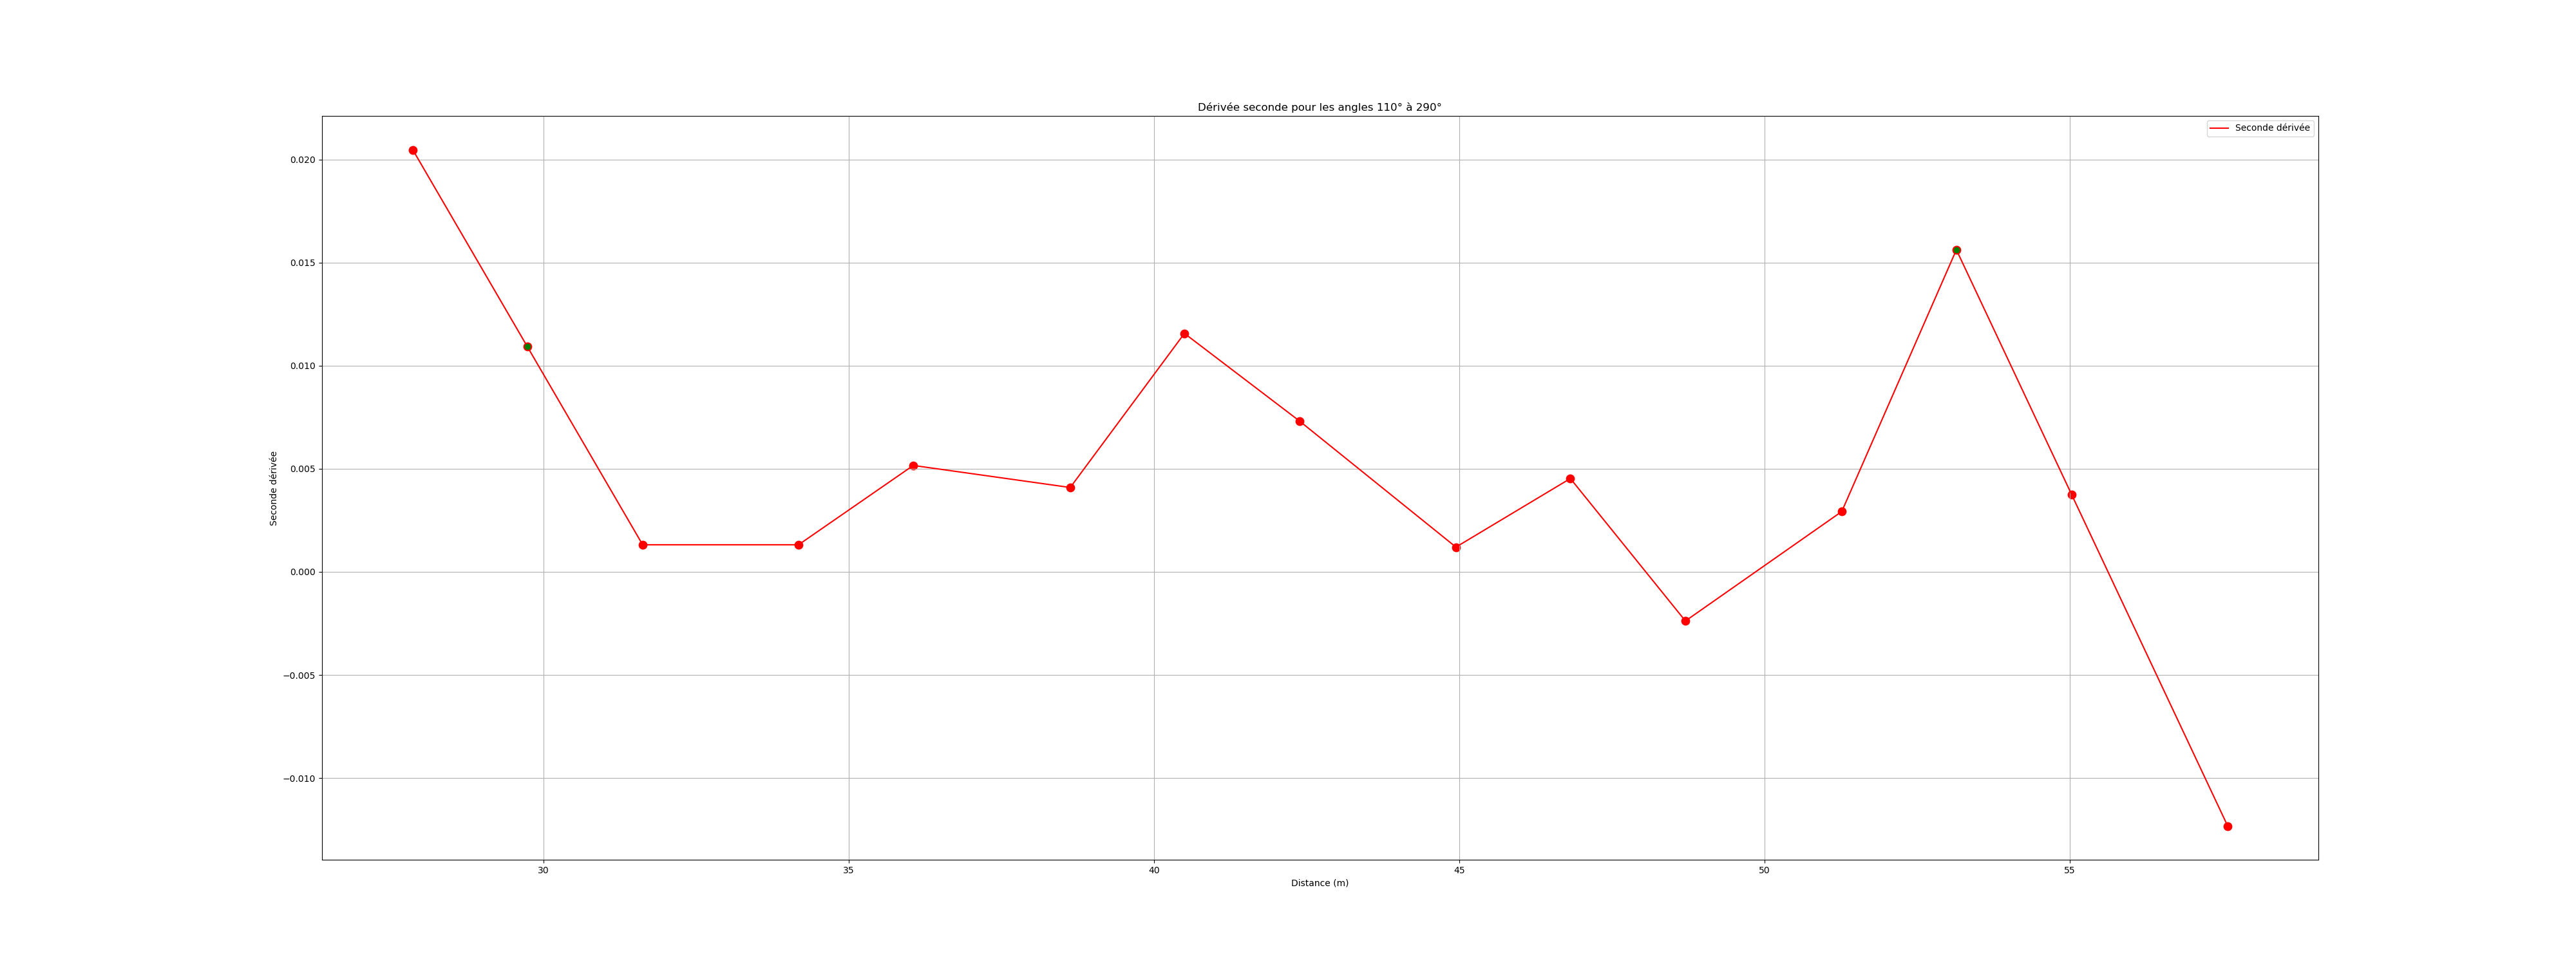 Dérivée seconde pour les angles 110° à 290°
Seconde dérivée
0.020
0.015
0.010
0.005
0.000
−0.005
−0.010
Seconde dérivée
30 35 40 45 50 55
Distance (m)